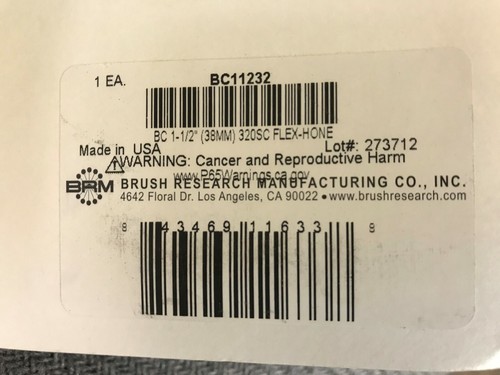 1 EA. BC11232
BC 1-1/2" (38MM) 320SC FLEX-HONE
Made in USA Lot#: 273712
WARNING: Cancer and Reproductive Harm
www.P65Warnings.ca.gov
BRM BRUSH RESEARCH MANUFACTURING CO., INC.
4642 Floral Dr. Los Angeles, CA 90022 • www.brushresearch.com
8 43469 11633 8